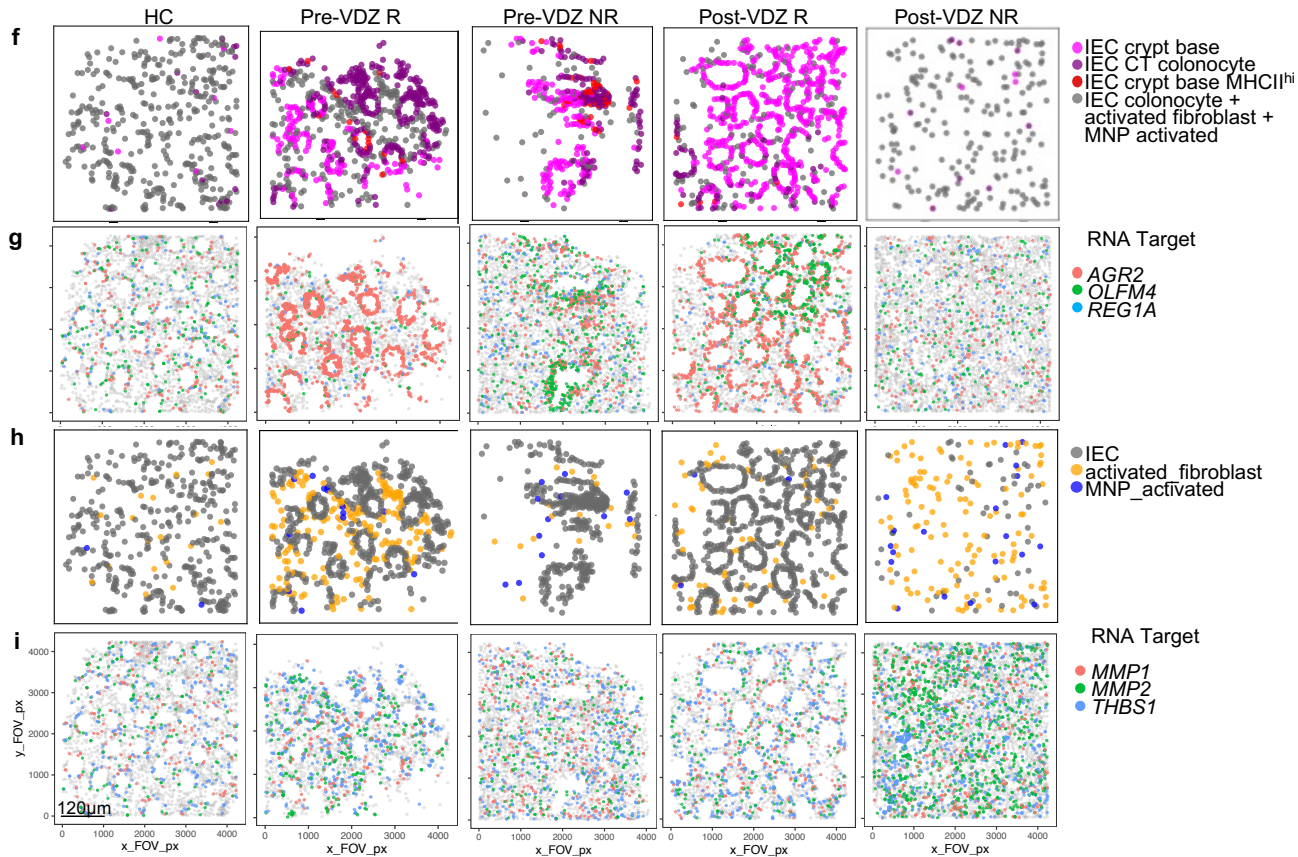 HC Pre-VDZ R Pre-VDZ NR Post-VDZ R Post-VDZ NR
f
IEC crypt base
IEC CT colonocyte
IEC crypt base MHCIIhi
IEC colonocyte +
activated fibroblast +
MNP activated
g
RNA Target
AGR2
OLFM4
REG1A
h
IEC
activated_fibroblast
MNP_activated
i
RNA Target
MMP1
MMP2
THBS1
y_FOV_px
4000
3000
2000
1000
0
120μm
0 1000 2000 3000 4000 0 1000 2000 3000 4000 0 1000 2000 3000 4000 0 1000 2000 3000 4000 0 1000 2000 3000 4000
x_FOV_px x_FOV_px x_FOV_px x_FOV_px x_FOV_px